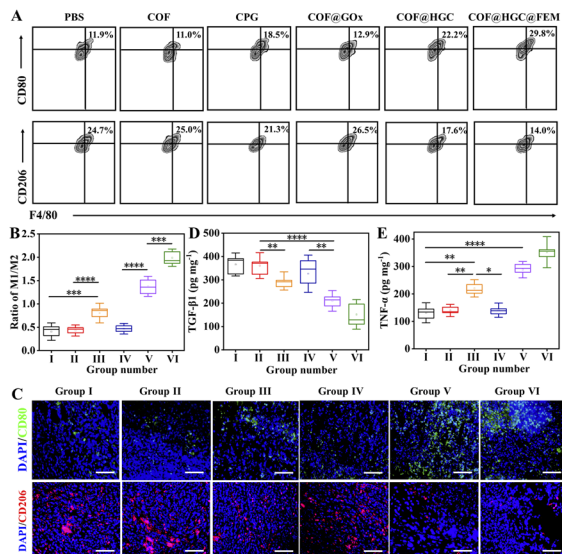 A
PBS COF CPG COF@GOx COF@HGC COF@HGC@FEM
CD80
11.9% 11.0% 18.5% 12.9% 22.2% 29.8%
CD206
24.7% 25.0% 21.3% 26.5% 17.6% 14.0%
F4/80
B
Ratio of M1/M2
2.5
2.0
1.5
1.0
0.5
0.0
*** **** **** ***
I II III IV V VI
Group number
D
TGF-β1 (pg mg⁻¹)
500
400
300
200
100
0
**** ** **
I II III IV V VI
Group number
E
TNF-α (pg mg⁻¹)
400
300
200
100
0
**** ** ** *
I II III IV V VI
Group number
C
Group I Group II Group III Group IV Group V Group VI
DAPI/CD80
DAPI/CD206